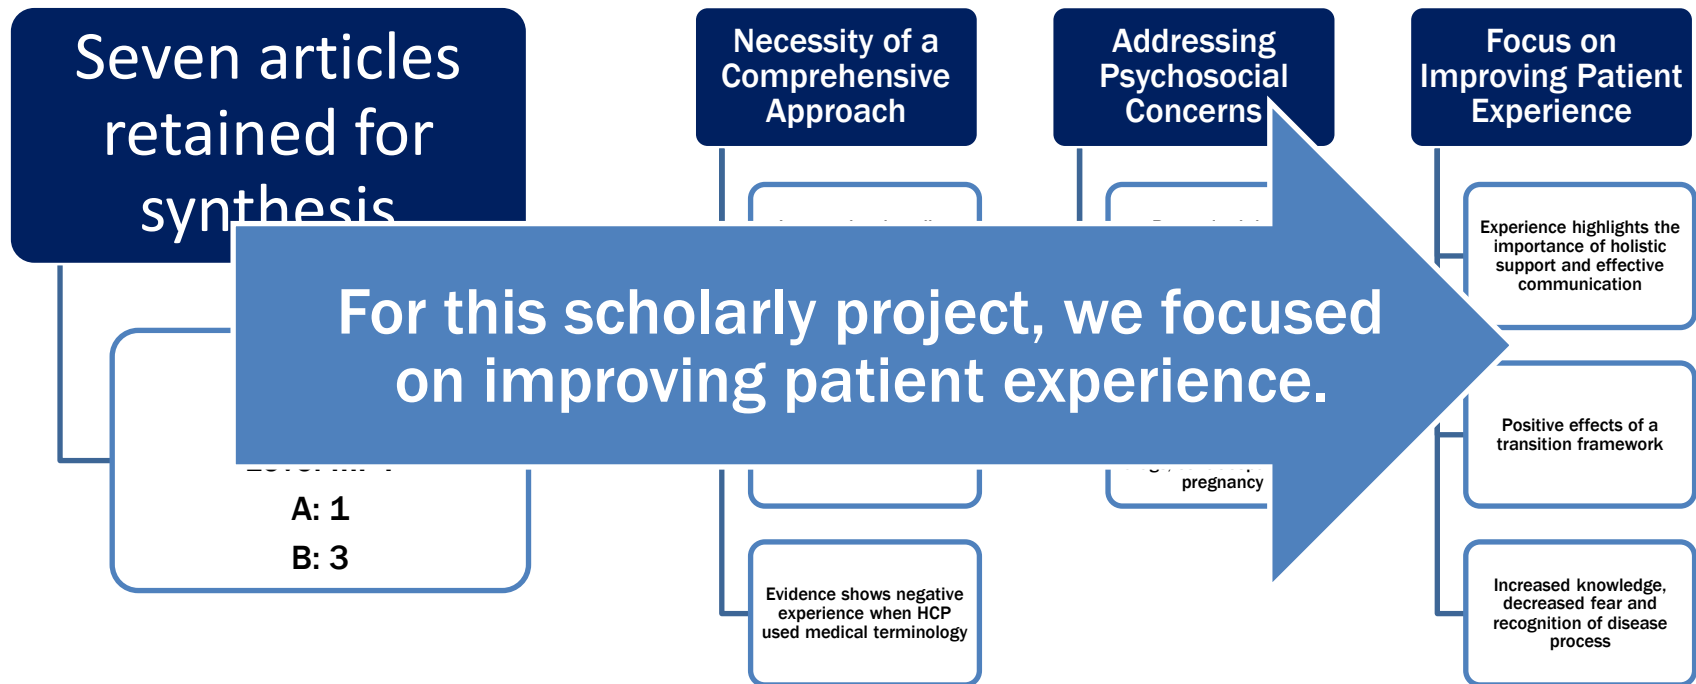 Seven articles
retained for
synthesis
A: 1
B: 3
Necessity of a
Comprehensive
Approach
Evidence shows negative
experience when HCP
used medical terminology
Addressing
Psychosocial
Concerns
pregnancy
Focus on
Improving Patient
Experience
Experience highlights the
importance of holistic
support and effective
communication
Positive effects of a
transition framework
Increased knowledge,
decreased fear and
recognition of disease
process
For this scholarly project, we focused
on improving patient experience.